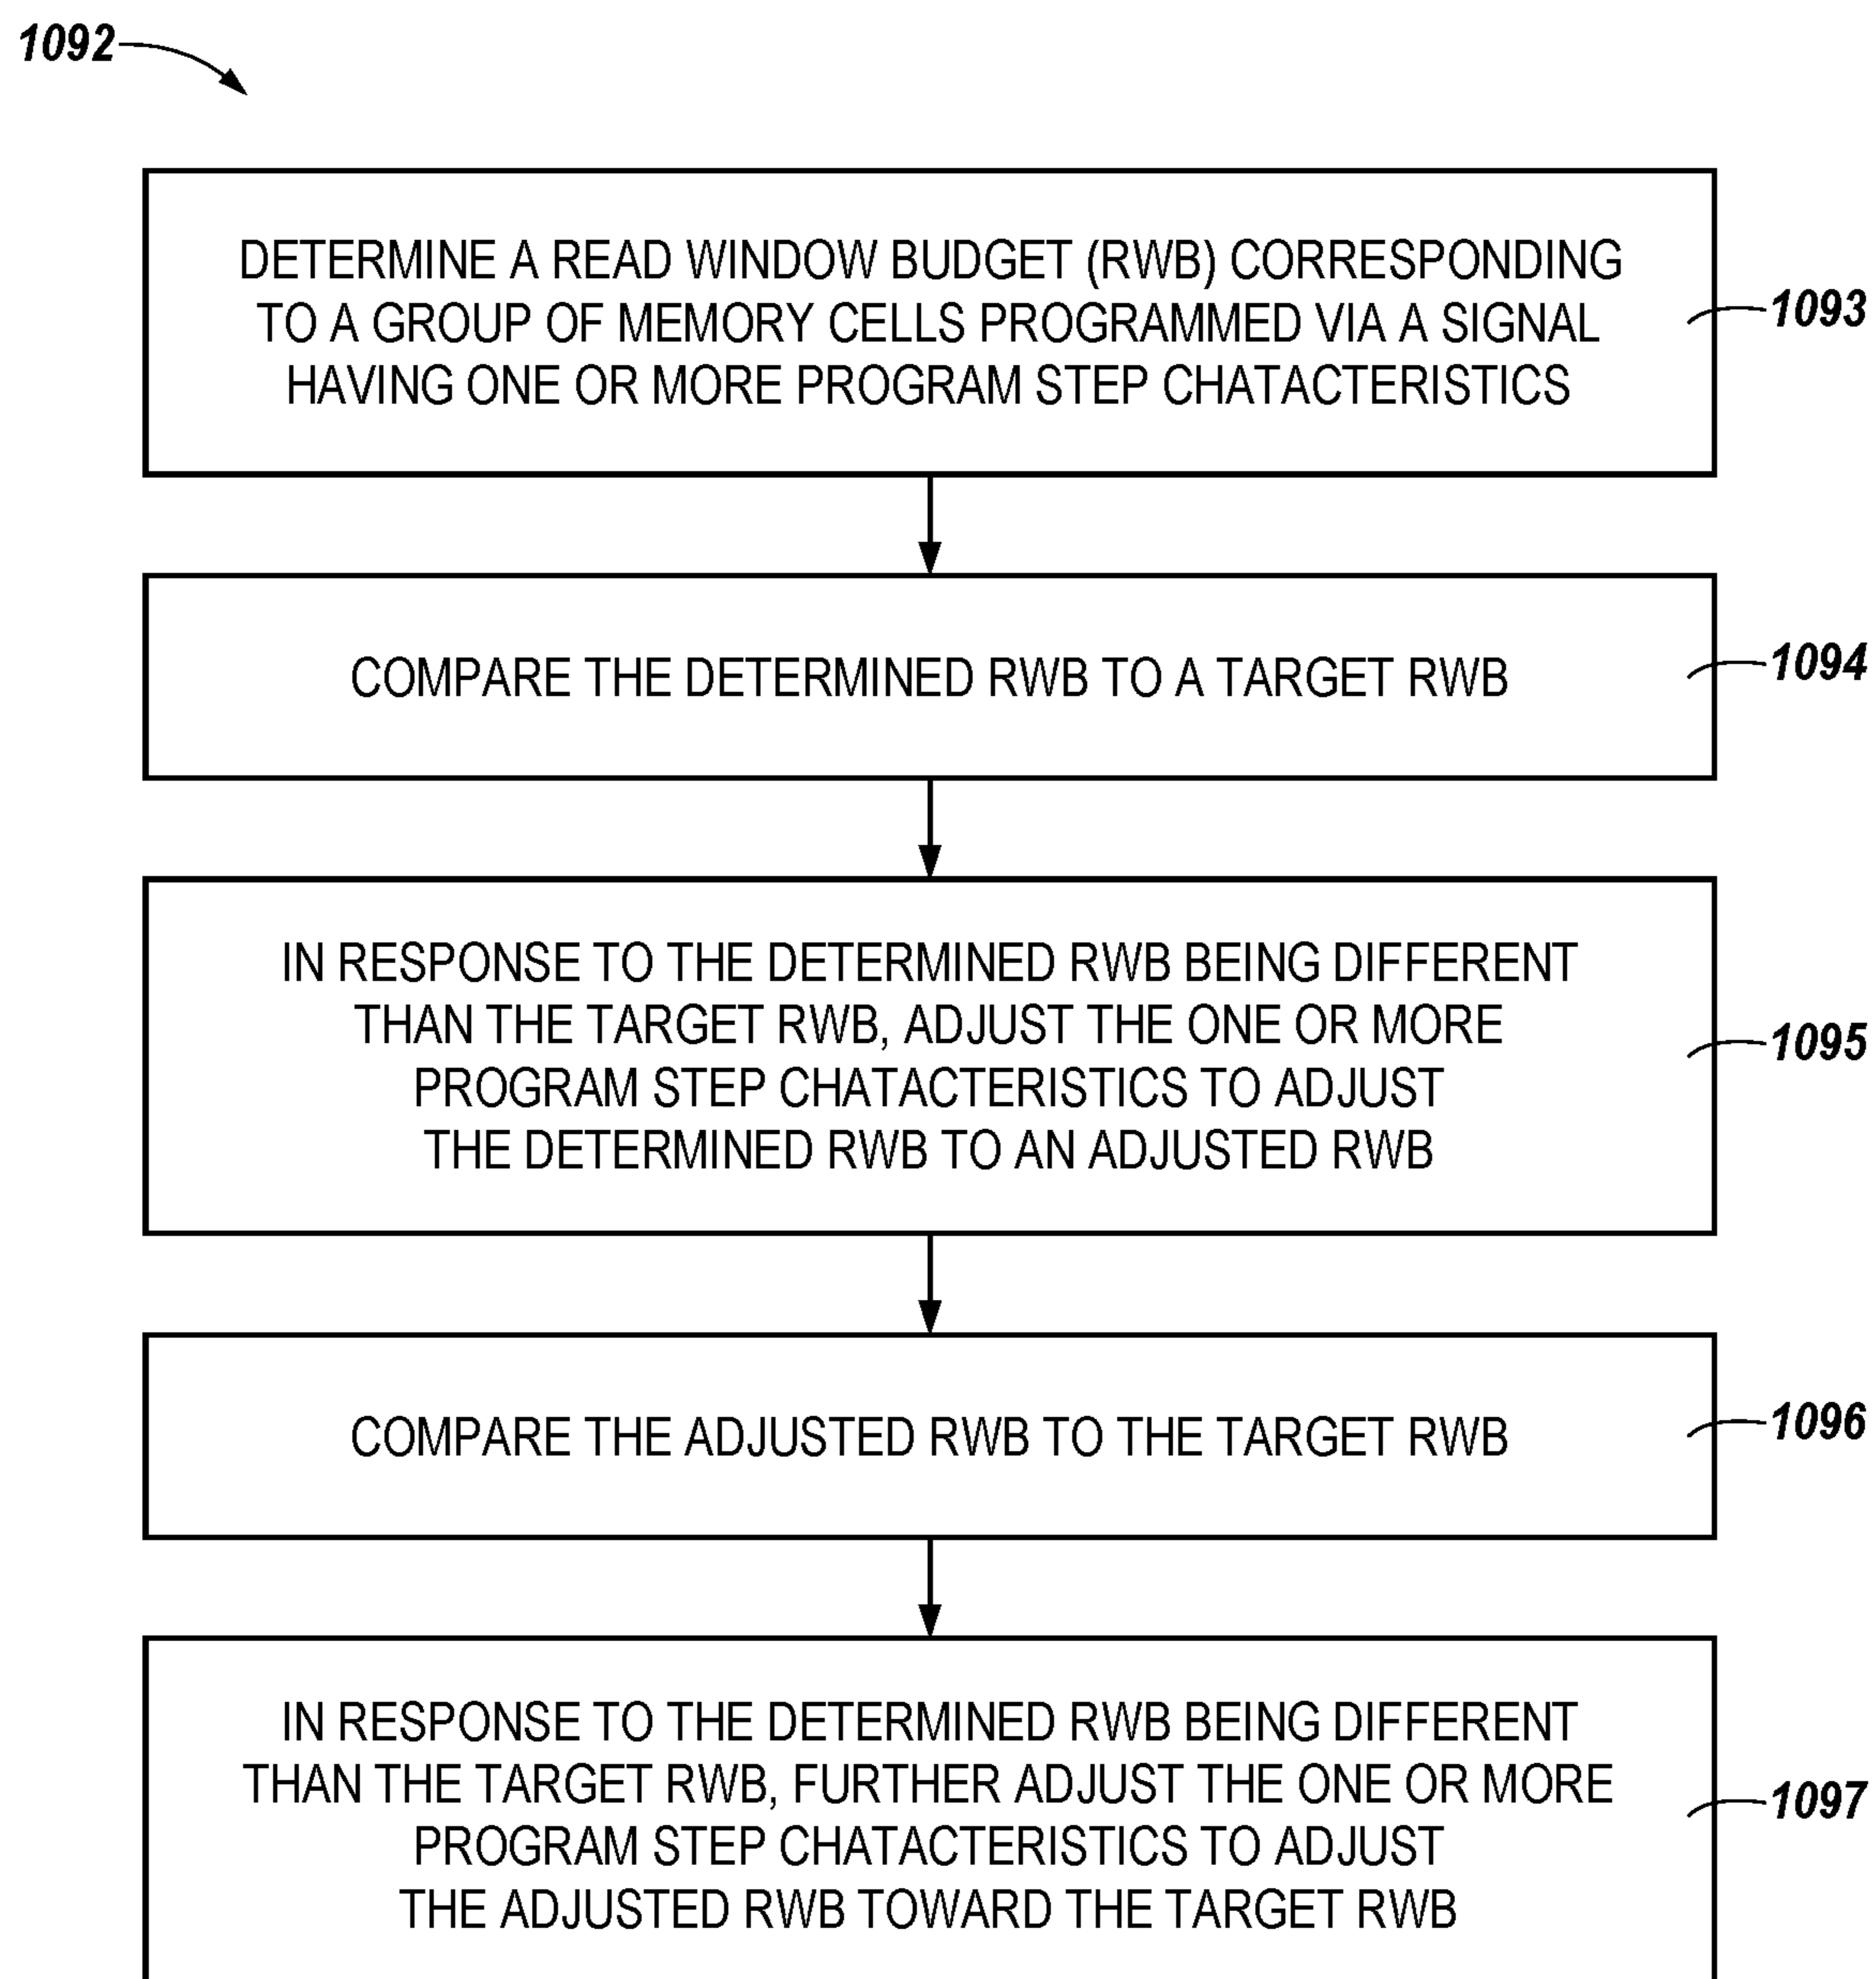 1092
DETERMINE A READ WINDOW BUDGET (RWB) CORRESPONDING
TO A GROUP OF MEMORY CELLS PROGRAMMED VIA A SIGNAL
HAVING ONE OR MORE PROGRAM STEP CHATACTERISTICS
1093
COMPARE THE DETERMINED RWB TO A TARGET RWB
1094
IN RESPONSE TO THE DETERMINED RWB BEING DIFFERENT
THAN THE TARGET RWB, ADJUST THE ONE OR MORE
PROGRAM STEP CHATACTERISTICS TO ADJUST
THE DETERMINED RWB TO AN ADJUSTED RWB
1095
COMPARE THE ADJUSTED RWB TO THE TARGET RWB
1096
IN RESPONSE TO THE DETERMINED RWB BEING DIFFERENT
THAN THE TARGET RWB, FURTHER ADJUST THE ONE OR MORE
PROGRAM STEP CHATACTERISTICS TO ADJUST
THE ADJUSTED RWB TOWARD THE TARGET RWB
1097